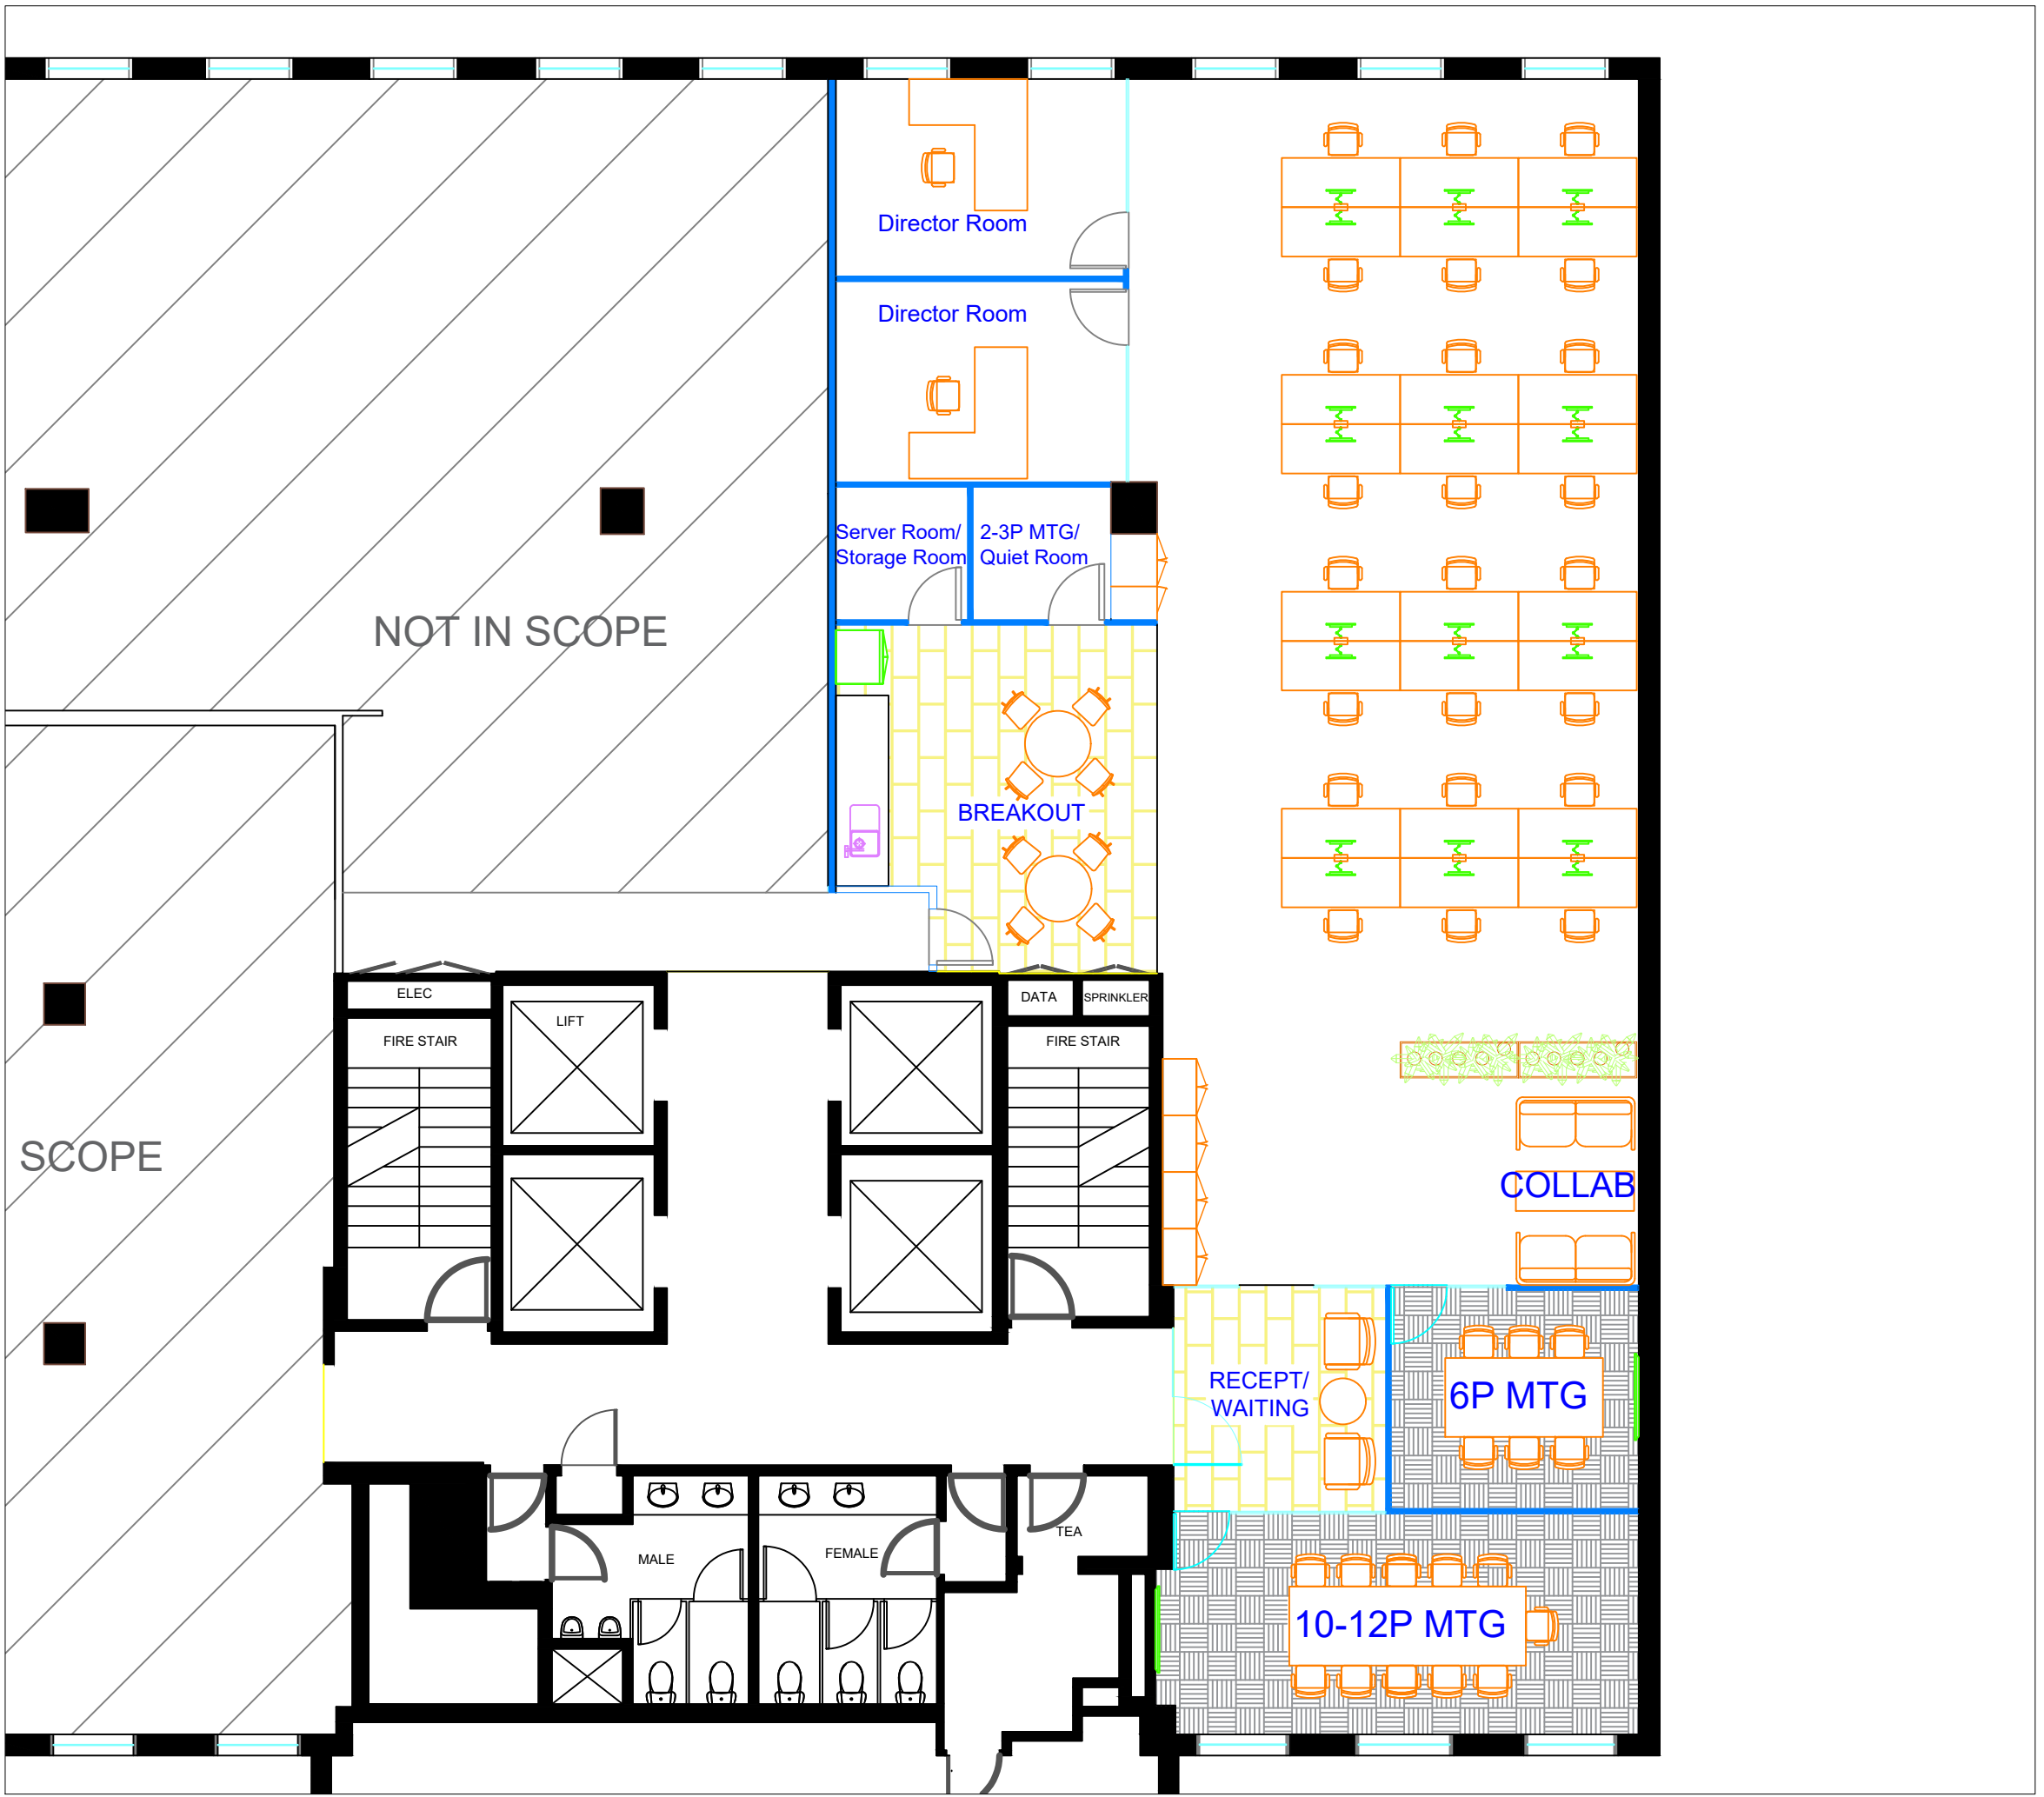 Director Room
Director Room
Server Room/
Storage Room
2-3P MTG/
Quiet Room
NOT IN SCOPE
BREAKOUT
ELEC
LIFT
DATA
SPRINKLER
FIRE STAIR
FIRE STAIR
SCOPE
COLLAB
RECEPT/
WAITING
6P MTG
TEA
MALE
FEMALE
10-12P MTG